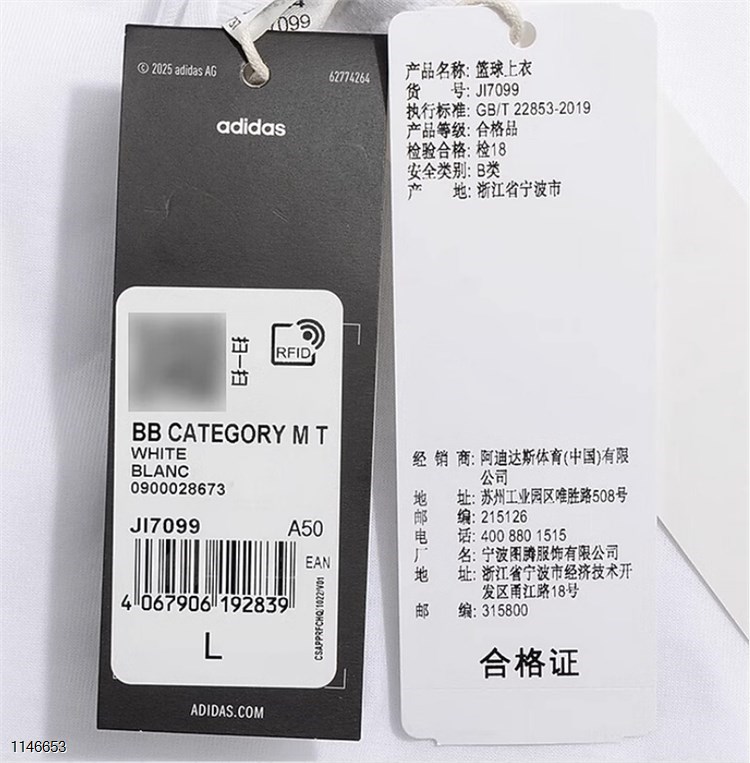 7099
© 2025 adidas AG
62774264
adidas
RFID
BB CATEGORY M T
WHITE
BLANC
0900028673
JI7099
A50
EAN
4 067906 192839
CSAPPRFCHQ/1022/V01
L
ADIDAS.COM
产品名称: 篮球上衣
货 号: JI7099
执行标准: GB/T 22853-2019
产品等级: 合格品
检验合格: 检18
安全类别: B类
产 地: 浙江省宁波市
经 销 商: 阿迪达斯体育(中国)有限
公司
地 址: 苏州工业园区唯胜路508号
邮 编: 215126
电 话: 400 880 1515
厂 名: 宁波图腾服饰有限公司
地 址: 浙江省宁波市经济技术开
发区甬江路18号
邮 编: 315800
合格证
1146653